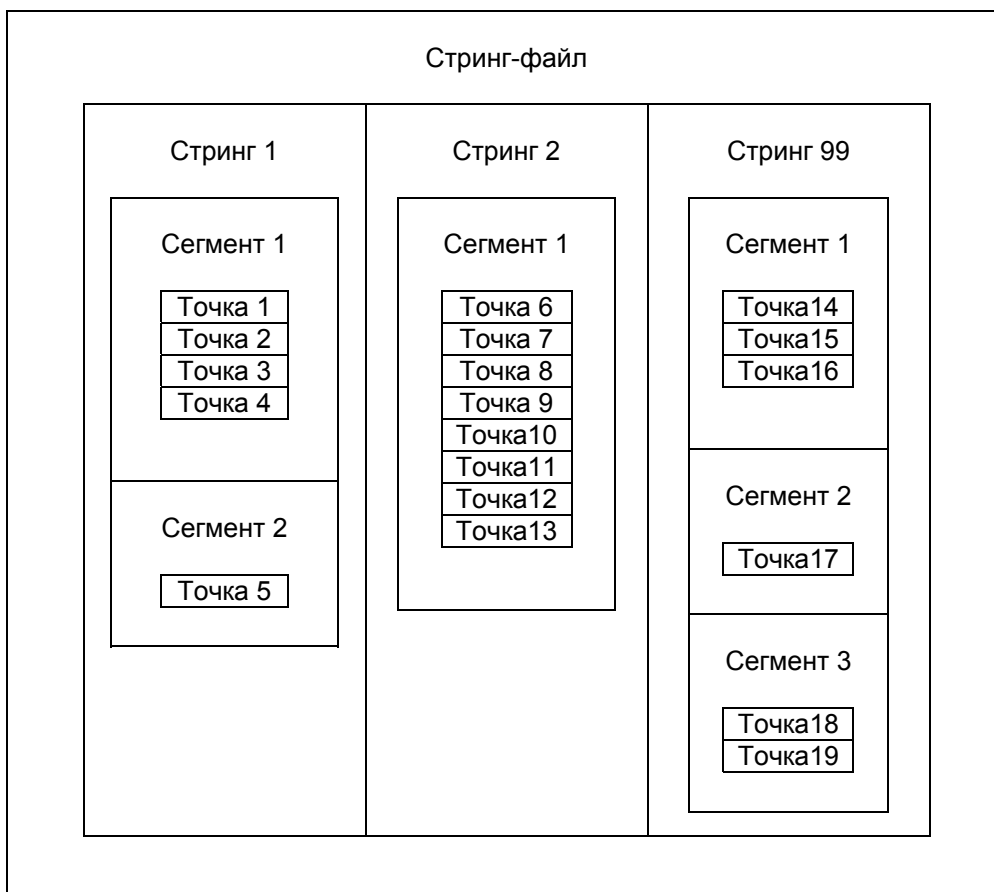 Стринг-файл
Стринг 1
Сегмент 1
Точка 1
Точка 2
Точка 3
Точка 4
Сегмент 2
Точка 5
Стринг 2
Сегмент 1
Точка 6
Точка 7
Точка 8
Точка 9
Точка10
Точка11
Точка12
Точка13
Стринг 99
Сегмент 1
Точка14
Точка15
Точка16
Сегмент 2
Точка17
Сегмент 3
Точка18
Точка19